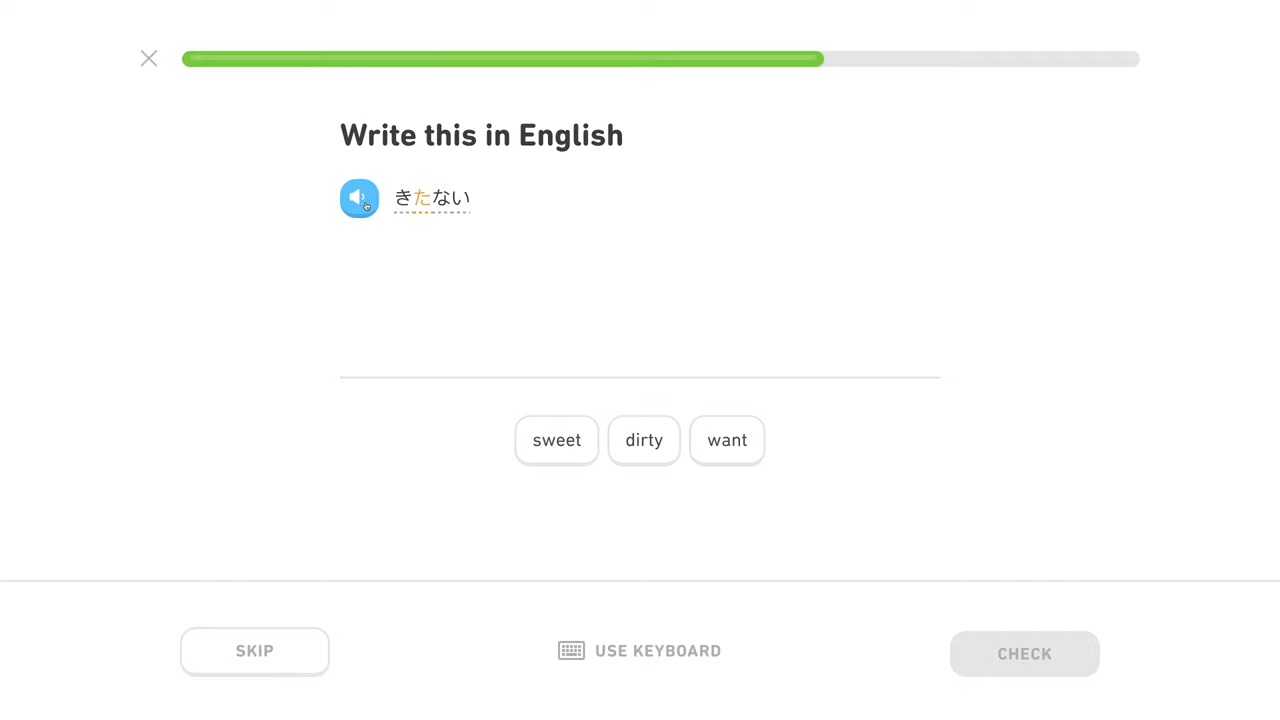 Write this in English
きたない
sweet dirty want
SKIP USE KEYBOARD CHECK